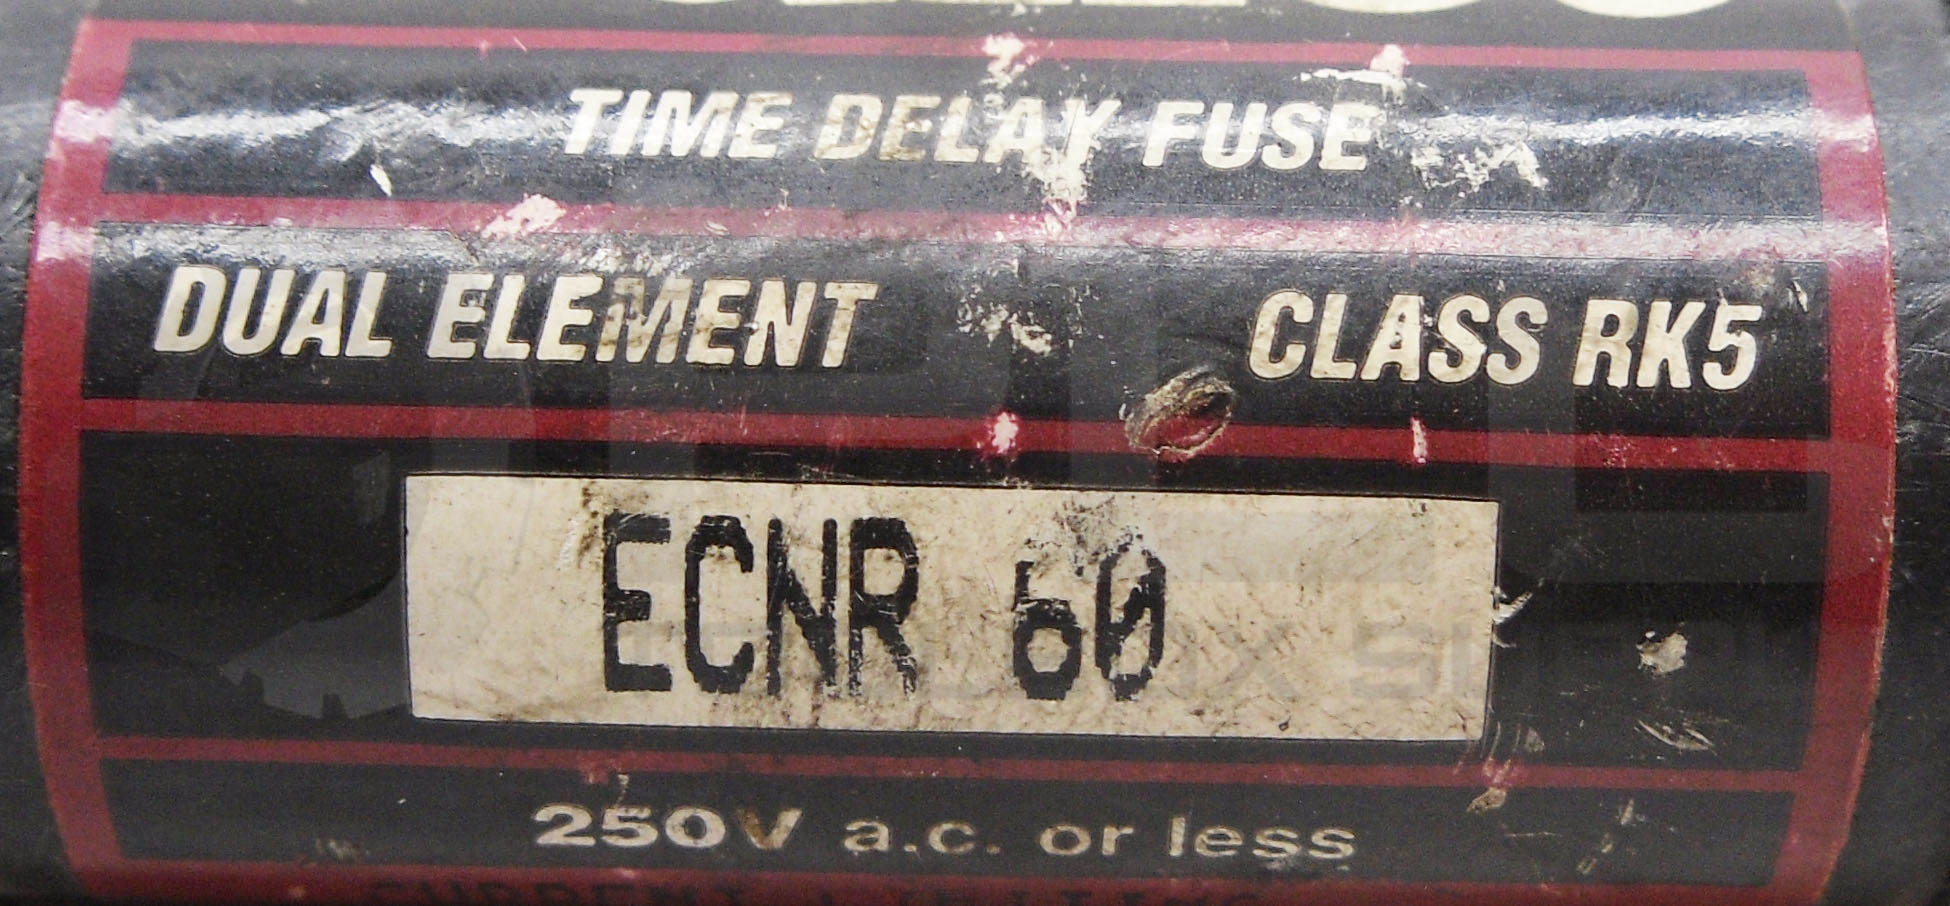 TIME DELAY FUSE
DUAL ELEMENT CLASS RK5
ECNR 60
250V a.c. or less